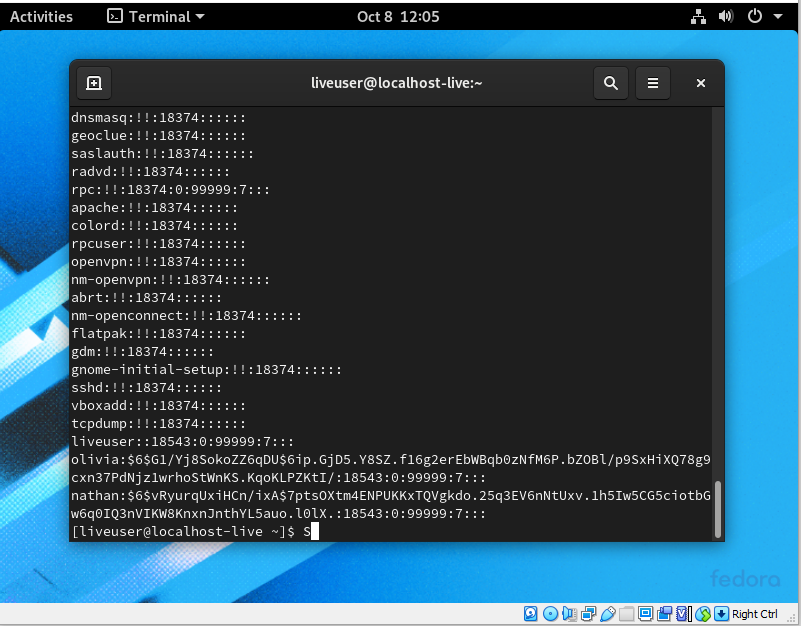 Activities Terminal Oct 8 12:05
liveuser@localhost-live:~
dnsmasq:!!:18374::::::
geoclue:!!:18374::::::
saslauth:!!:18374::::::
radvd:!!:18374::::::
rpc:!!:18374:0:99999:7:::
apache:!!:18374::::::
colord:!!:18374::::::
rpcuser:!!:18374::::::
openvpn:!!:18374::::::
nm-openvpn:!!:18374::::::
abrt:!!:18374::::::
nm-openconnect:!!:18374::::::
flatpak:!!:18374::::::
gdm:!!:18374::::::
gnome-initial-setup:!!:18374::::::
sshd:!!:18374::::::
vboxadd:!!:18374::::::
tcpdump:!!:18374::::::
liveuser::18543:0:99999:7:::
olivia:$6$G1/Yj8SokoZZ6qDU$6ip.GjD5.Y8SZ.f16g2erEbWBqb0zNfM6P.bZOBl/p9SxHiXQ78g9
cxn37PdNjz1wrhoStWnKS.KqoKLPZKtI/:18543:0:99999:7:::
nathan:$6$vRyurqUxiHCn/ixA$7ptsOXtm4ENPUKKxTQVgkdo.25q3EV6nNtUxv.1h5Iw5CG5ciotbG
w6q0IQ3nVIKW8KnxnJnthYL5auo.l0lX.:18543:0:99999:7:::
[liveuser@localhost-live ~]$ S
fedora
Right Ctrl